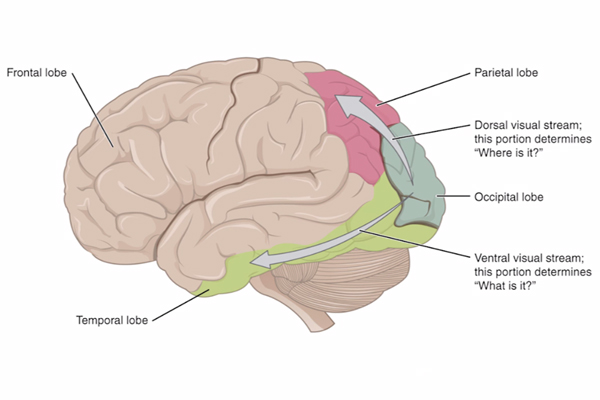 Frontal lobe
Parietal lobe
Dorsal visual stream;
this portion determines
“Where is it?”
Occipital lobe
Ventral visual stream;
this portion determines
“What is it?”
Temporal lobe